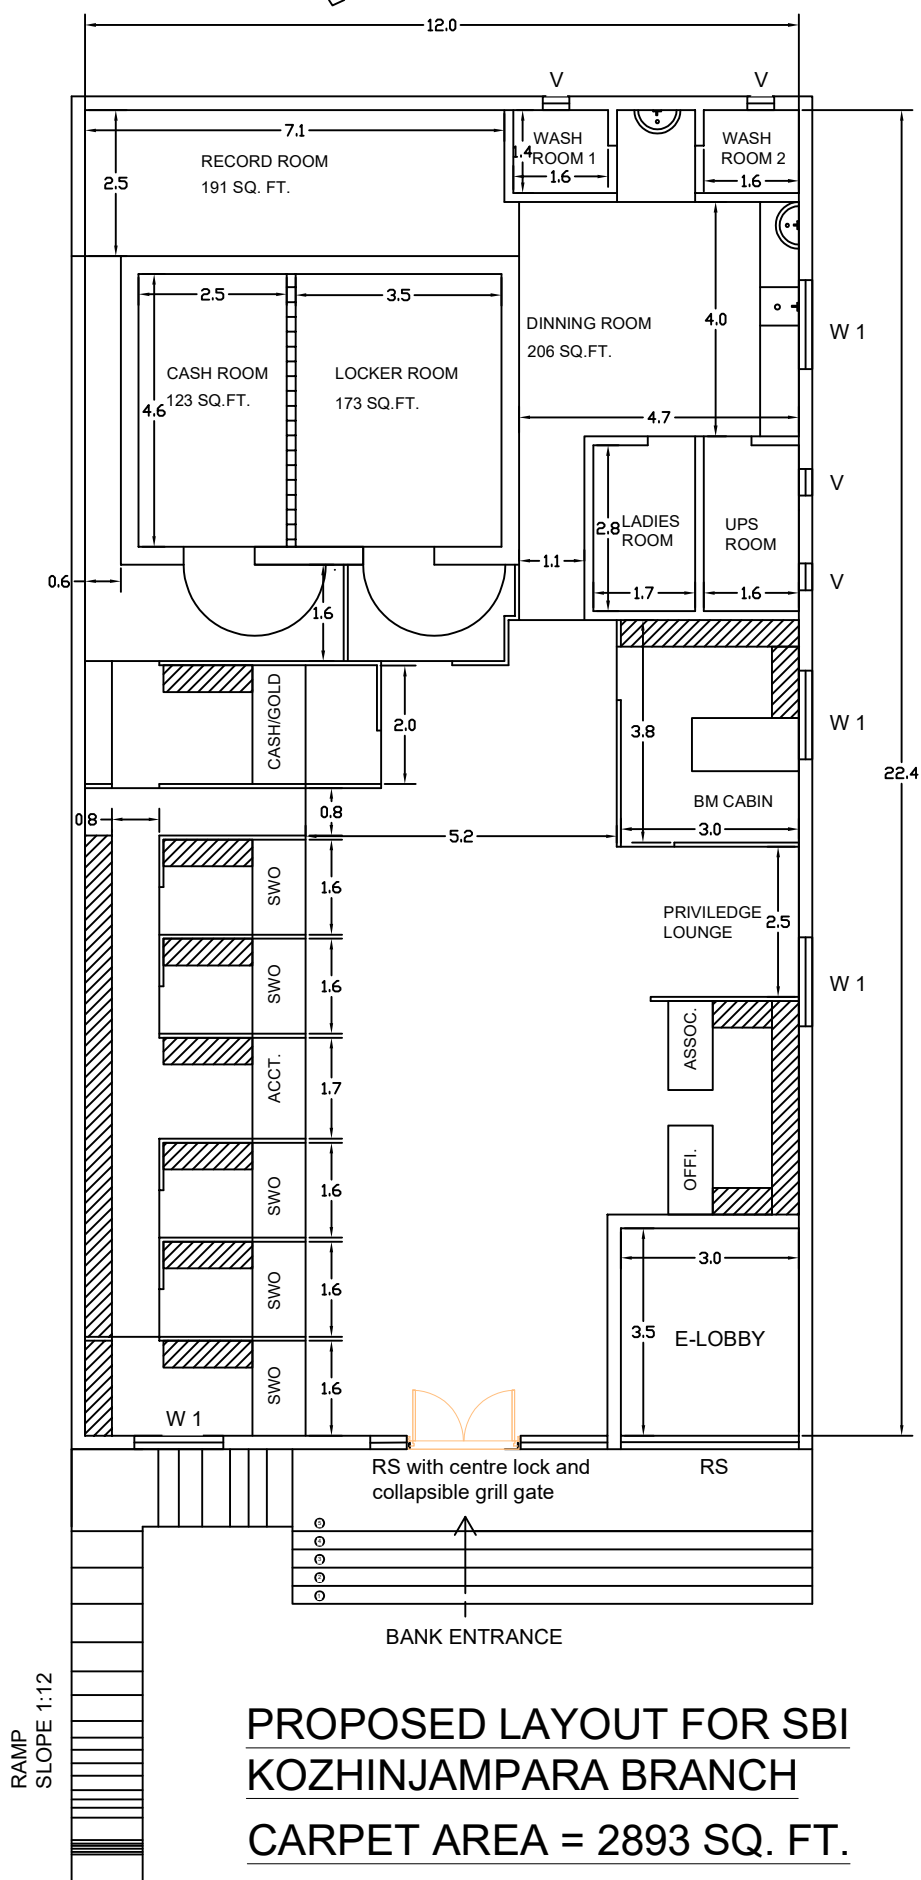 12.0
V
V
7.1
RECORD ROOM
191 SQ. FT.
2.5
WASH
ROOM 1
1.4
1.6
WASH
ROOM 2
1.6
2.5
3.5
DINNING ROOM
206 SQ.FT.
4.0
W 1
CASH ROOM
123 SQ.FT.
4.6
LOCKER ROOM
173 SQ.FT.
4.7
V
LADIES
ROOM
2.8
UPS
ROOM
1.1
0.6
1.7
1.6
V
1.6
CASH/GOLD
2.0
3.8
W 1
22.4
BM CABIN
0.8
0.8
5.2
3.0
SWO
1.6
PRIVILEDGE
LOUNGE
2.5
SWO
1.6
W 1
ASSOC.
ACCT.
1.7
OFFI.
SWO
1.6
3.0
SWO
1.6
3.5
E-LOBBY
SWO
1.6
W 1
RS with centre lock and
collapsible grill gate
RS
5
4
3
2
1
BANK ENTRANCE
RAMP
SLOPE 1:12
PROPOSED LAYOUT FOR SBI
KOZHINJAMPARA BRANCH
CARPET AREA = 2893 SQ. FT.